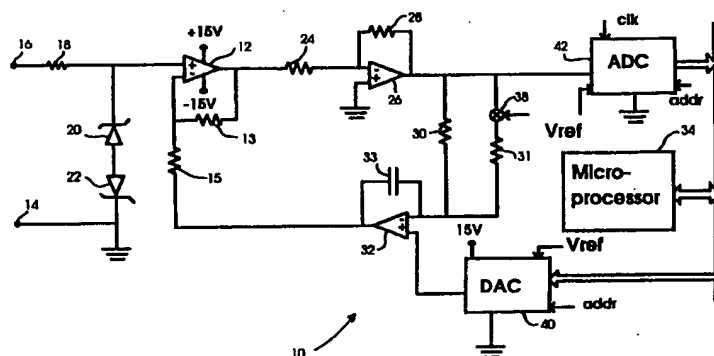 +15V
clk
16
18
12
24
28
42
ADC
26
38
addr
-15V
13
Vref
34
20
30
31
Micro-
processor
15
33
22
14
32
15V
Vref
DAC
addr
40
10